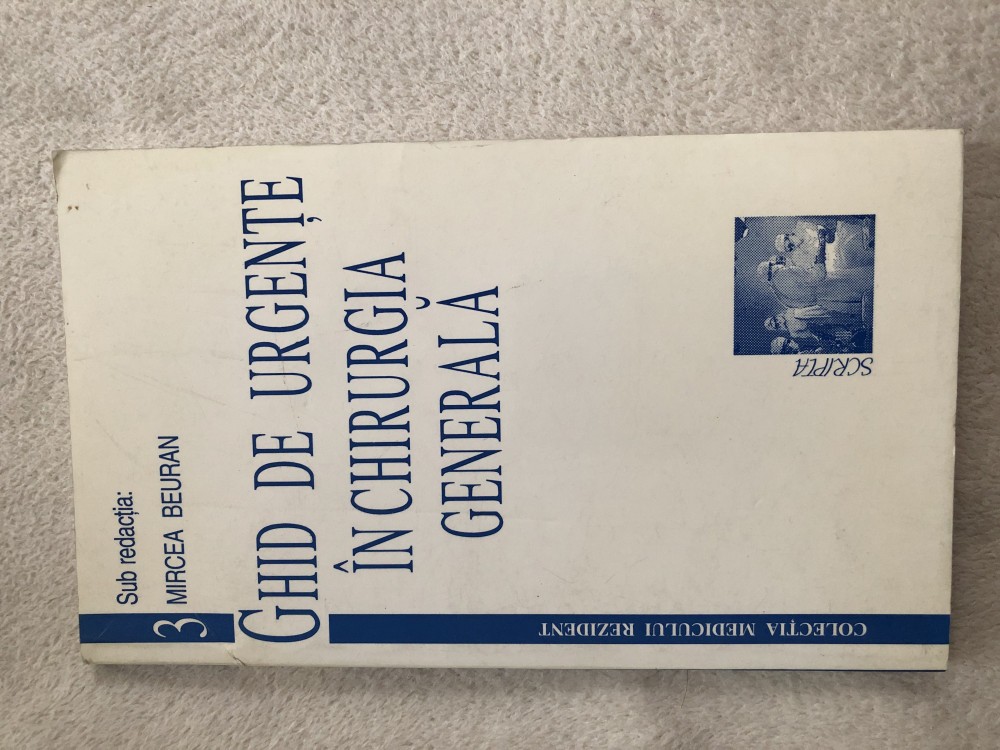 Sub redacția:
MIRCEA BEURAN
3
GHID DE URGENȚE
ÎN CHIRURGIA
GENERALĂ
COLECȚIA MEDICULUI REZIDENT
SCRIPTA